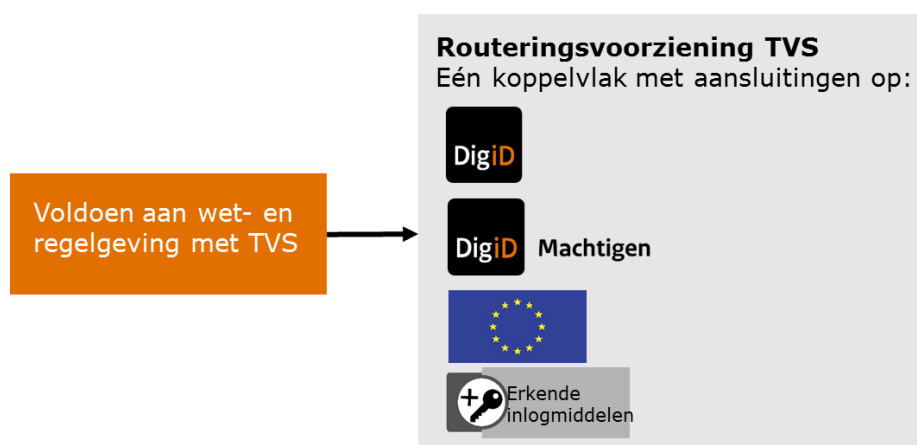 Routeringsvoorziening TVS
Eén koppelvlak met aansluitingen op:
DigiD
Voldoen aan wet- en
regelgeving met TVS
DigiD Machtigen
Erkende
inlogmiddelen